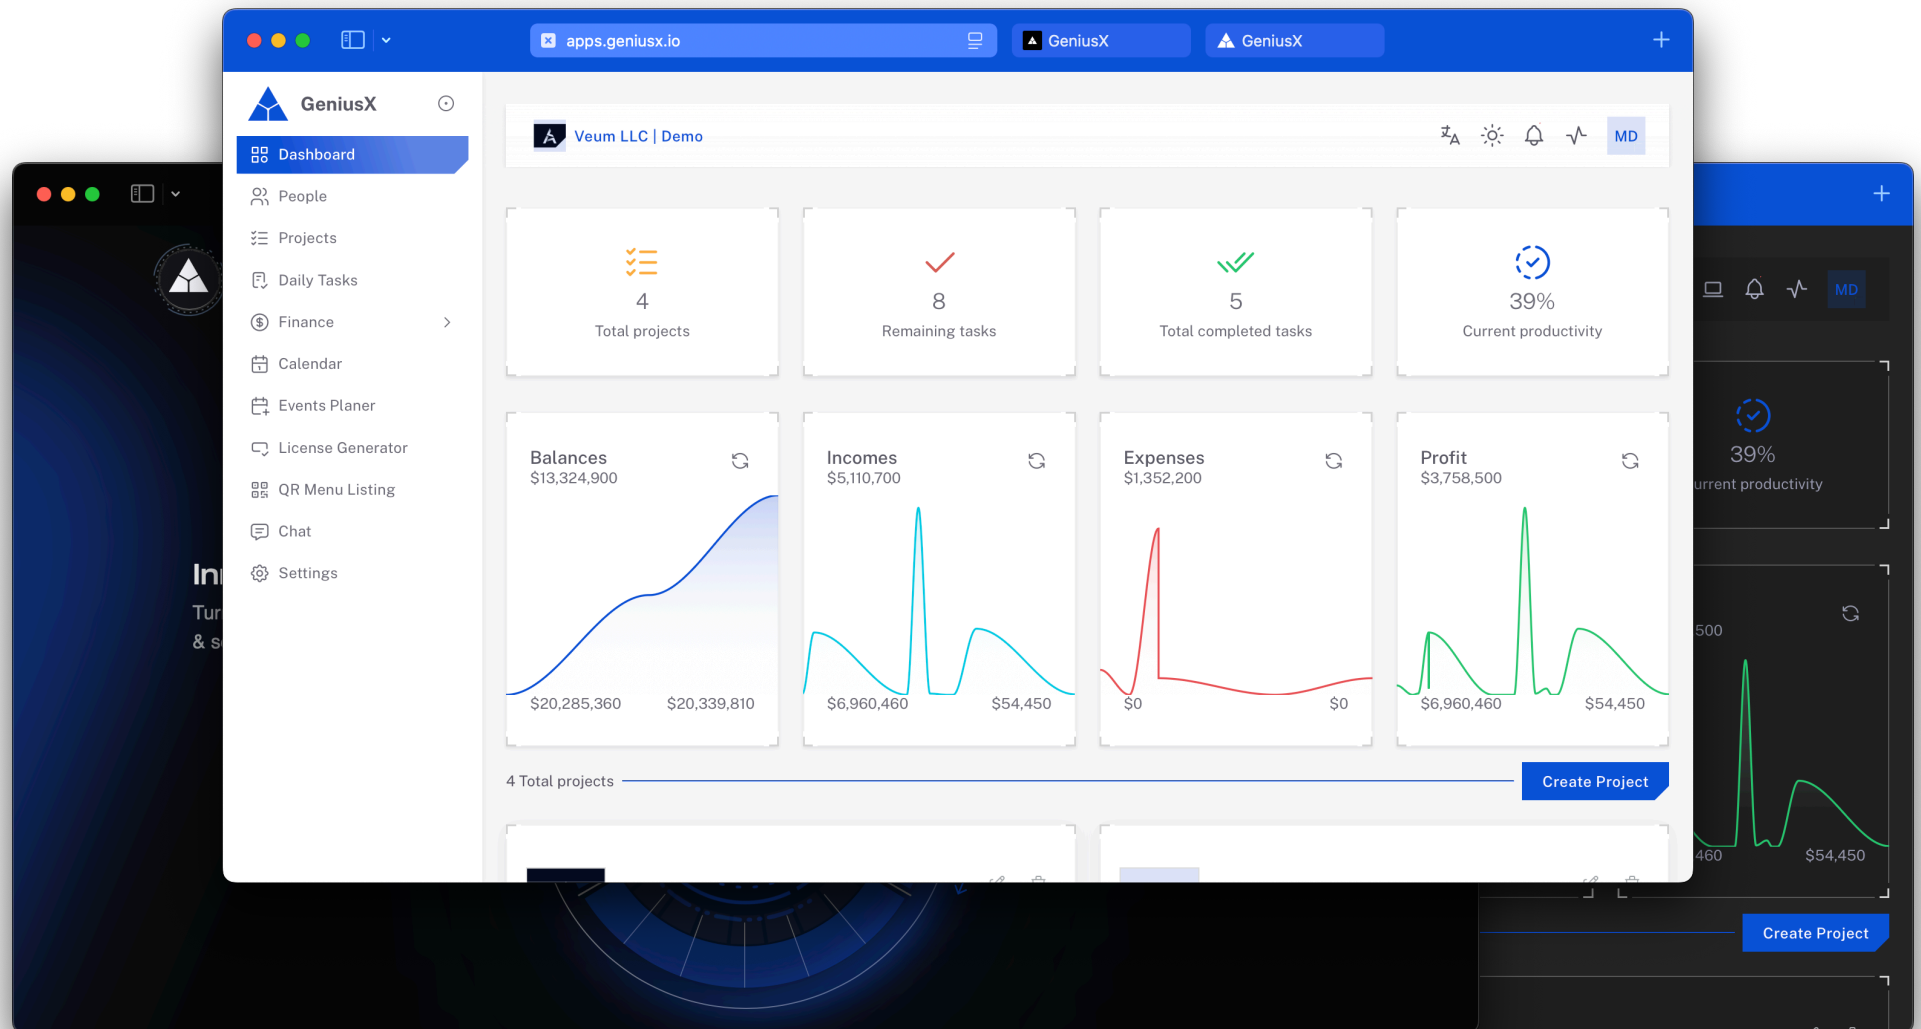 apps.geniusx.io
GeniusX
GeniusX
GeniusX
Dashboard
People
Projects
Daily Tasks
Finance
Calendar
Events Planer
License Generator
QR Menu Listing
Chat
Settings
Veum LLC | Demo
MD
4
Total projects
8
Remaining tasks
5
Total completed tasks
39%
Current productivity
Balances
$13,324,900
$20,285,360 $20,339,810
Incomes
$5,110,700
$6,960,460 $54,450
Expenses
$1,352,200
$0 $0
Profit
$3,758,500
$6,960,460 $54,450
4 Total projects
Create Project
MD
39%
urrent productivity
500
460 $54,450
Create Project
In
Tur
& s